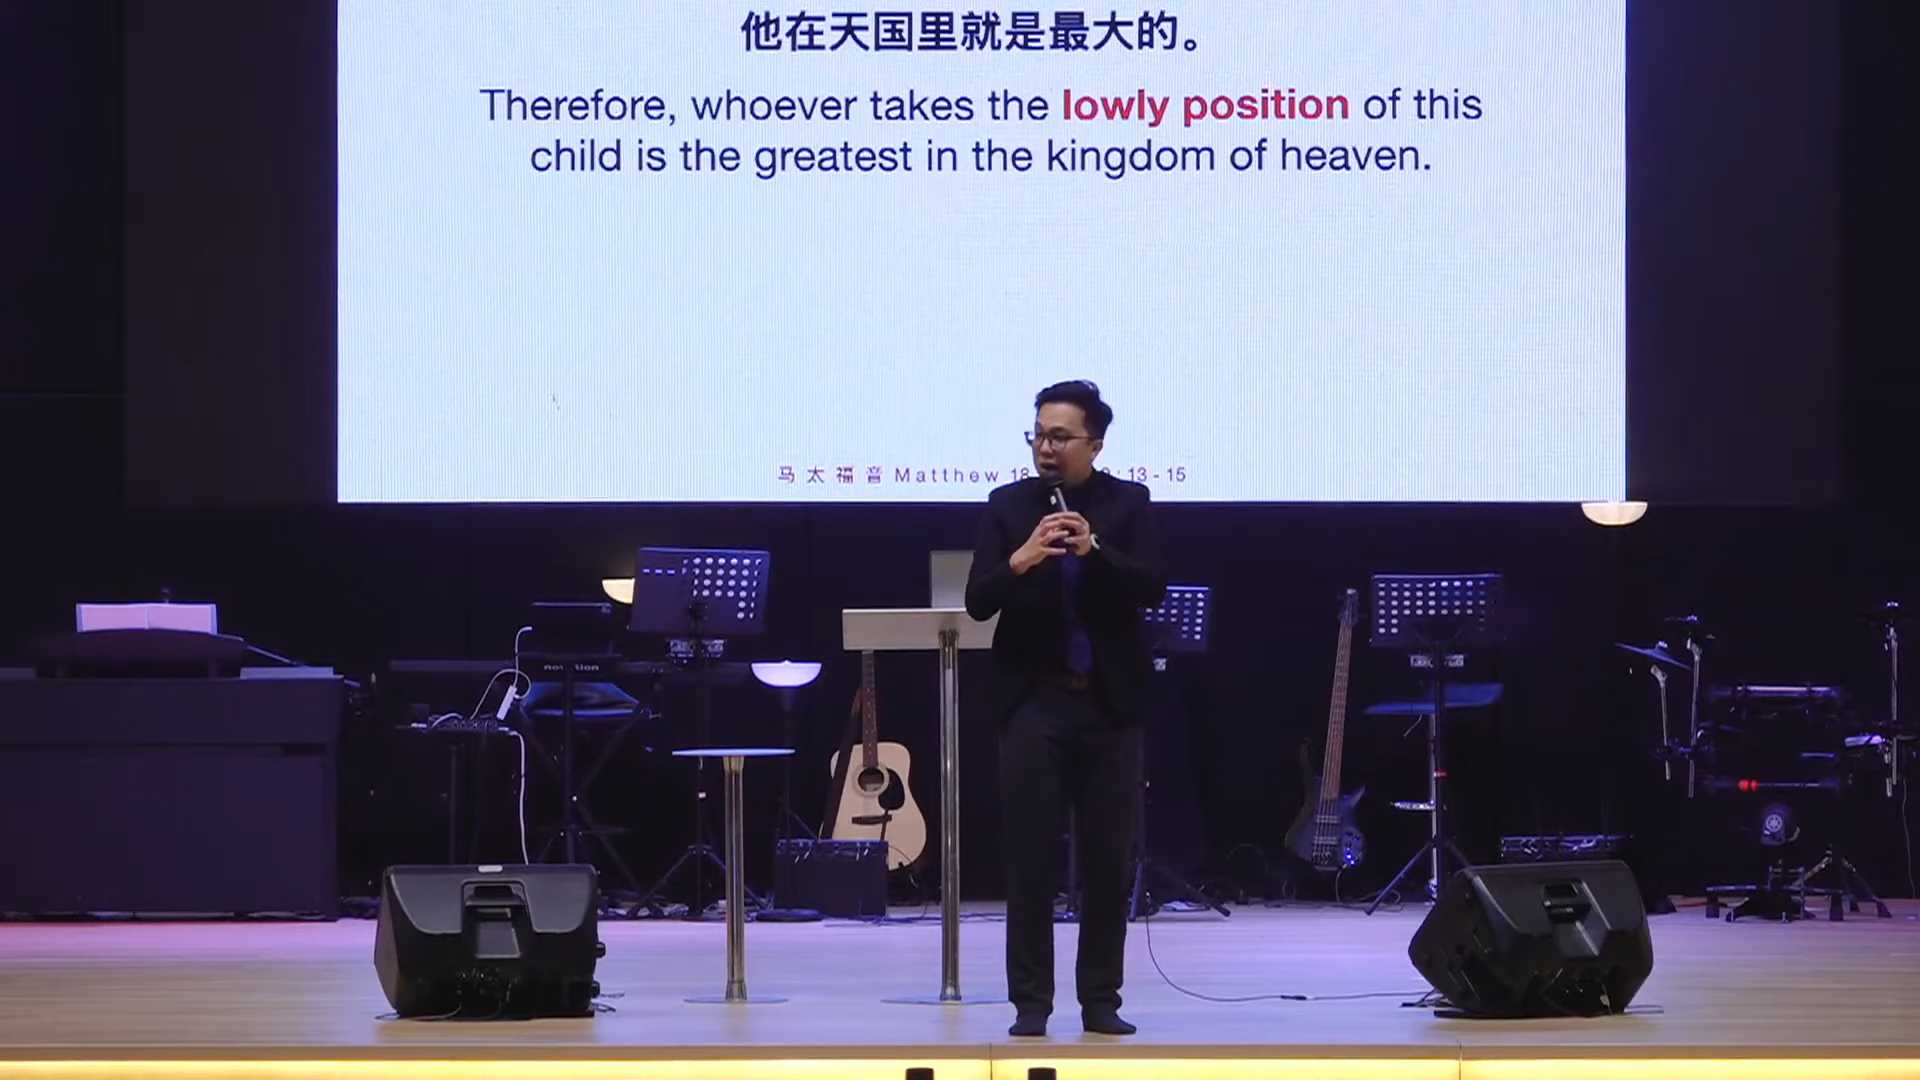 他在天国里就是最大的。
Therefore, whoever takes the lowly position of this
child is the greatest in the kingdom of heaven.
马太福音 Matthew 18 : 13-15